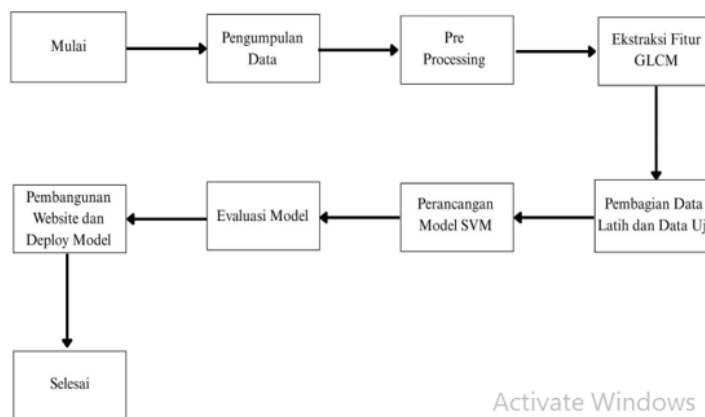 Mulai
Pengumpulan
Data
Pre
Processing
Ekstraksi Fitur
GLCM
Pembagian Data
Latih dan Data Uj
Perancangan
Model SVM
Evaluasi Model
Pembangunan
Website dan
Deploy Model
Selesai
Activate Windows